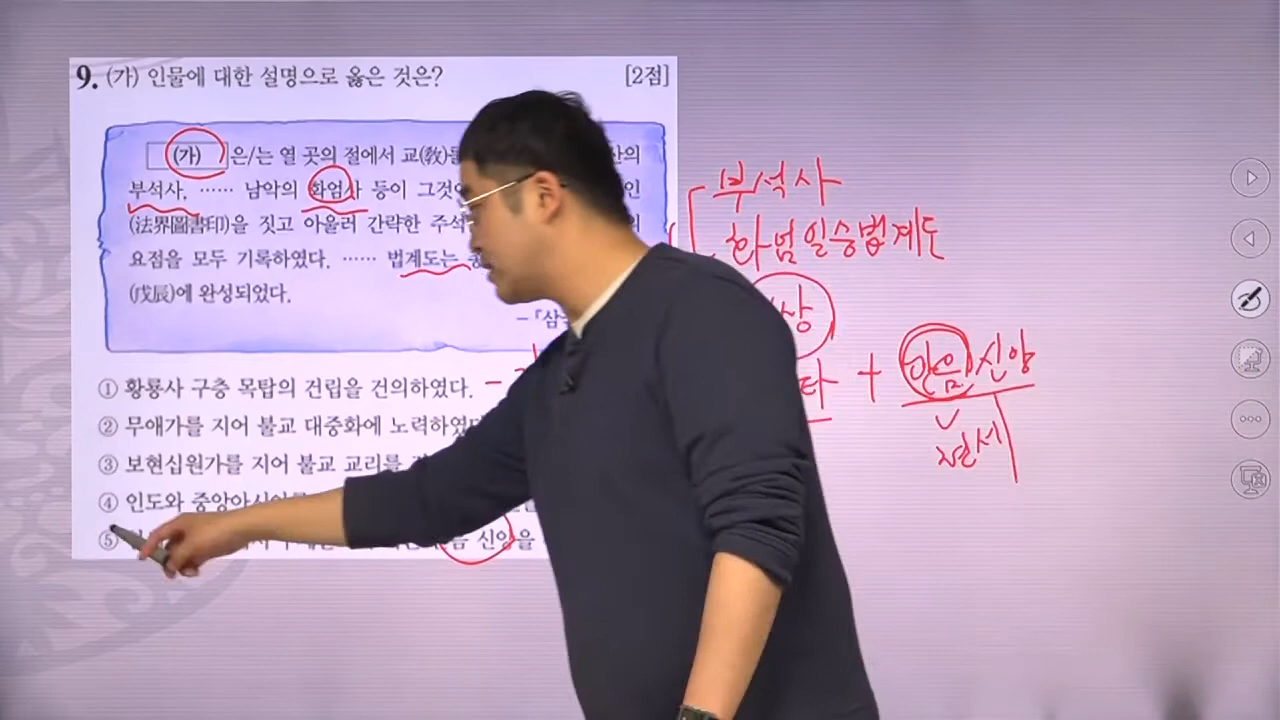 9. (가) 인물에 대한 설명으로 옳은 것은? [2점]
(가) 은/는 열 곳의 절에서 교(敎)를
부석사, …… 남악의 화엄사 등이 그것
(法界圖書印)을 짓고 아울러 간략한 주석
요점을 모두 기록하였다. …… 법계도는
(戊辰)에 완성되었다.
① 황룡사 구층 목탑의 건립을 건의하였다.
② 무애가를 지어 불교 대중화에 노력하였
③ 보현십원가를 지어 불교 교리를
④ 인도와 중앙아시아를
⑤ 신앙을
부석사
화엄일승법계도
상
타 + 관음신앙
현세